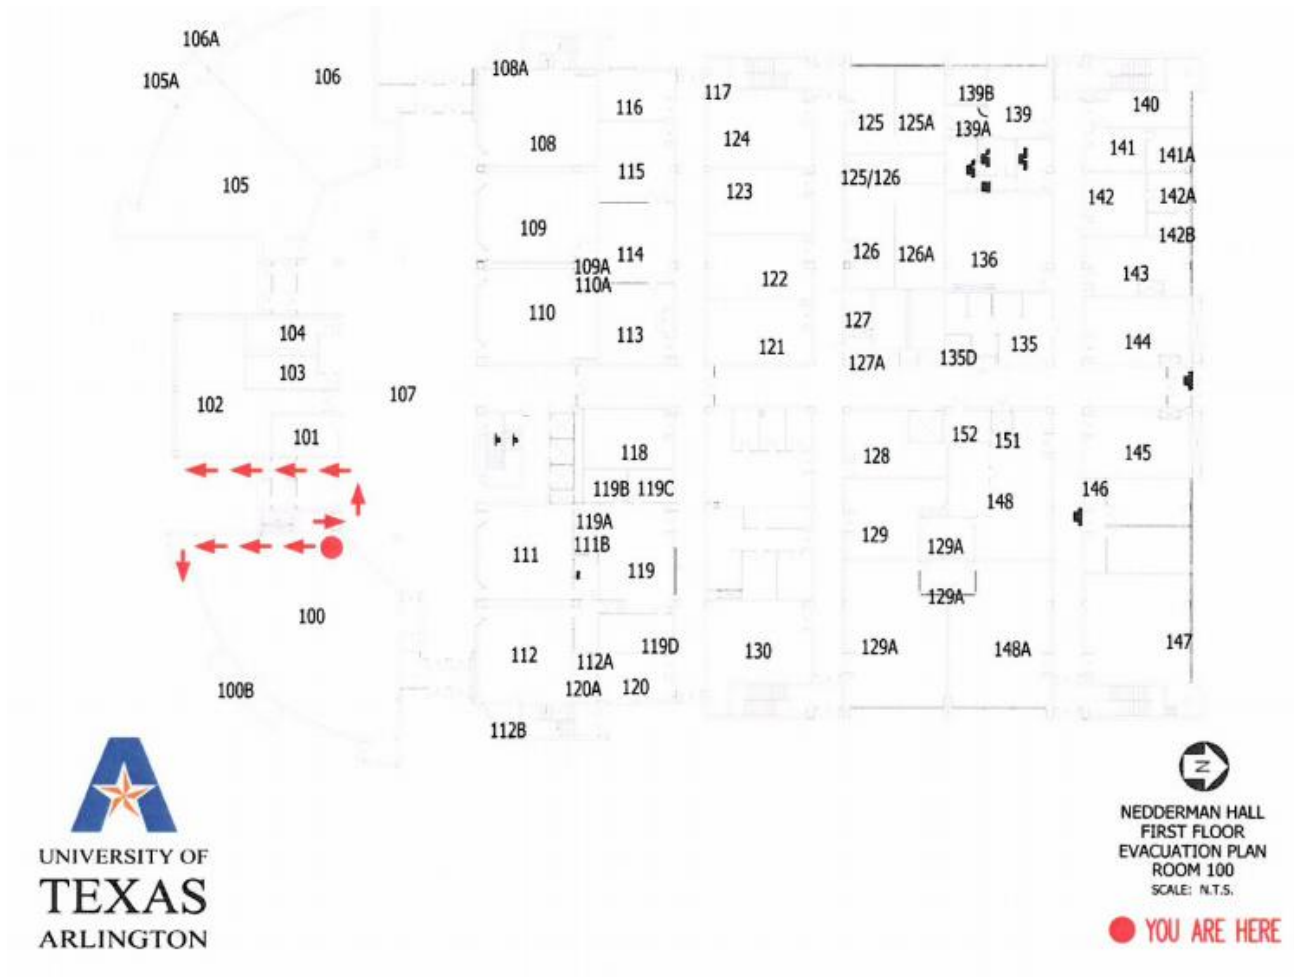 106A
105A
106
108A
116
117
108
124
115
105
123
109
114
109A
110A
122
110
113
121
104
103
102
107
101
118
119B 119C
119A
111B
111
119
100
112
119D
112A
120A
120
100B
112B
130
125
125A
139B
139
139A
125/126
126
126A
136
127
127A
135D
135
128
152
151
148
129
129A
129A
129A
148A
140
141
141A
142
142A
142B
143
144
145
146
147
UNIVERSITY OF
TEXAS
ARLINGTON
N
NEDDERMAN HALL
FIRST FLOOR
EVACUATION PLAN
ROOM 100
SCALE: N.T.S.
YOU ARE HERE